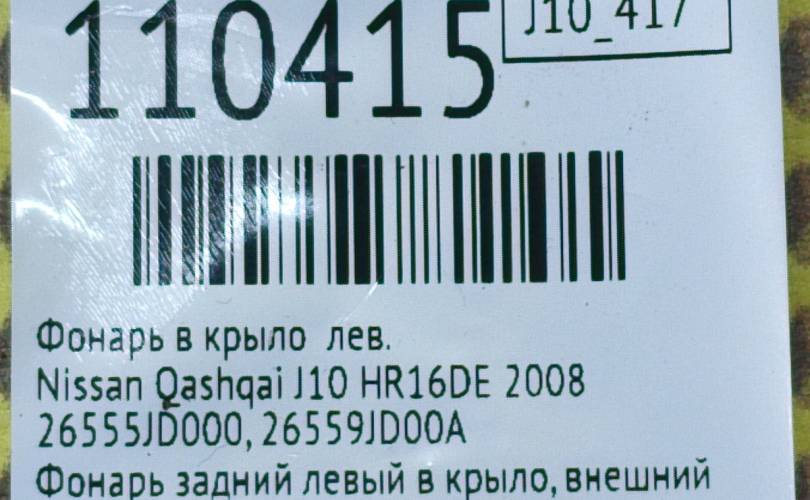 110415
J10_417
Фонарь в крыло лев.
Nissan Qashqai J10 HR16DE 2008
26555JD000, 26559JD00A
Фонарь задний левый в крыло, внешний